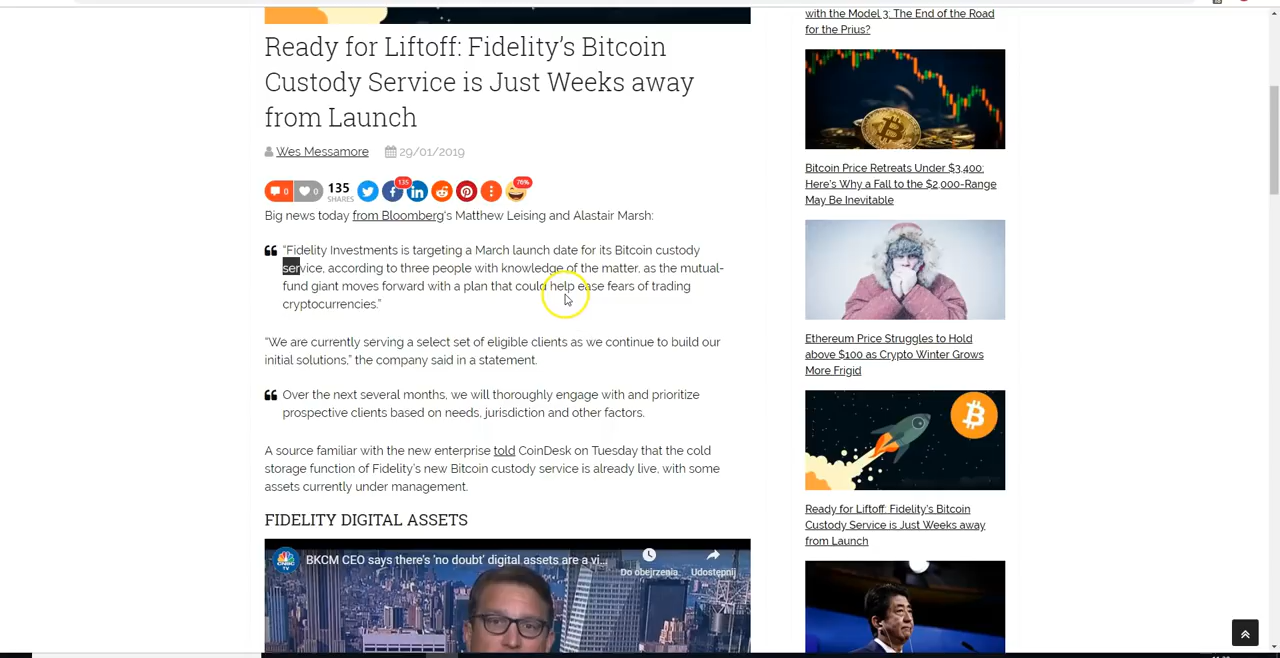 Ready for Liftoff: Fidelity's Bitcoin
Custody Service is Just Weeks away
from Launch
Wes Messamore 29/01/2019
0 0 135 SHARES 135 76%
Big news today from Bloomberg's Matthew Leising and Alastair Marsh:
"Fidelity Investments is targeting a March launch date for its Bitcoin custody
service, according to three people with knowledge of the matter, as the mutual-
fund giant moves forward with a plan that could help ease fears of trading
cryptocurrencies."
"We are currently serving a select set of eligible clients as we continue to build our
initial solutions," the company said in a statement.
Over the next several months, we will thoroughly engage with and prioritize
prospective clients based on needs, jurisdiction and other factors.
A source familiar with the new enterprise told CoinDesk on Tuesday that the cold
storage function of Fidelity's new Bitcoin custody service is already live, with some
assets currently under management.
FIDELITY DIGITAL ASSETS
CNBC TV
BKCM CEO says there's 'no doubt' digital assets are a vi...
Do obejrzenia
Udostępnij
with the Model 3: The End of the Road
for the Prius?
Bitcoin Price Retreats Under $3,400:
Here's Why a Fall to the $2,000-Range
May Be Inevitable
Ethereum Price Struggles to Hold
above $100 as Crypto Winter Grows
More Frigid
Ready for Liftoff: Fidelity's Bitcoin
Custody Service is Just Weeks away
from Launch